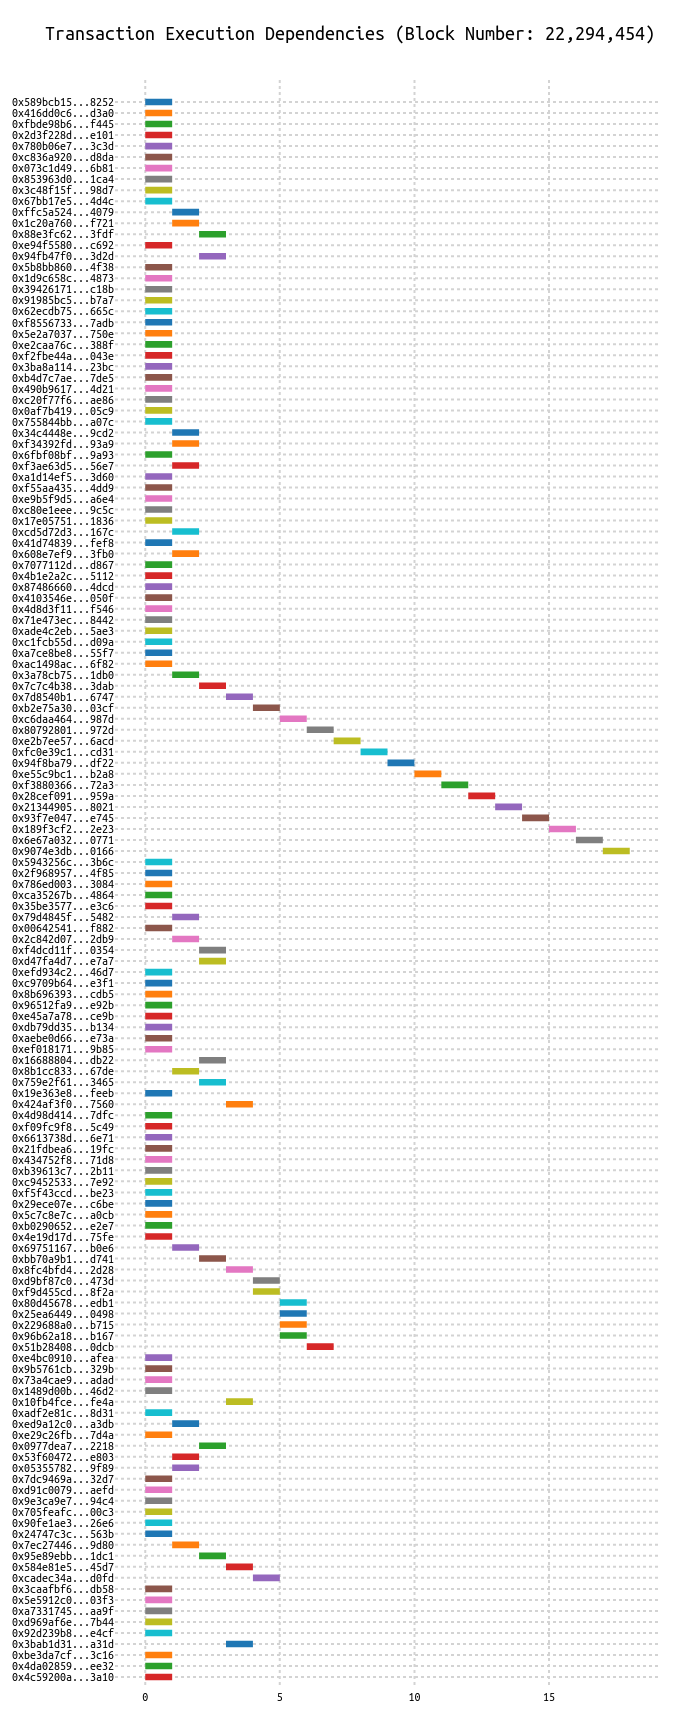 Transaction Execution Dependencies (Block Number: 22,294,454)
0x589bcb15...8252
0x416dd0c6...d3a0
0xfbde98b6...f445
0x2d3f228d...e101
0x780b06e7...3c3d
0xc836a920...d8da
0x073c1d49...6b81
0x853963d0...1ca4
0x3c48f15f...98d7
0x67bb17e5...4d4c
0xffc5a524...4079
0x1c20a760...f721
0x88e3fc62...3fdf
0xe94f5580...c692
0x94fb47f0...3d2d
0x5b8bb860...4f38
0x1d9c658c...4873
0x39426171...c18b
0x91985bc5...b7a7
0x62ecdb75...665c
0xf8556733...7adb
0x5e2a7037...750e
0xe2caa76c...388f
0xf2fbe44a...043e
0x3ba8a114...23bc
0xb4d7c7ae...7de5
0x490b9617...4d21
0xc20f77f6...ae86
0x0af7b419...05c9
0x755844bb...a07c
0x34c4448e...9cd2
0xf34392fd...93a9
0x6fbf08bf...9a93
0xf3ae63d5...56e7
0xa1d14ef5...3d60
0xf55aa435...4dd9
0xe9b5f9d5...a6e4
0xc80e1eee...9c5c
0x17e05751...1836
0xcd5d72d3...167c
0x41d74839...fef8
0x608e7ef9...3fb0
0x7077112d...d867
0x4b1e2a2c...5112
0x87486660...4dcd
0x4103546e...050f
0x4d8d3f11...f546
0x71e473ec...8442
0xade4c2eb...5ae3
0xc1fcb55d...d09a
0xa7ce8be8...55f7
0xac1498ac...6f82
0x3a78cb75...1db0
0x7c7c4b38...3dab
0x7d8540b1...6747
0xb2e75a30...03cf
0xc6daa464...987d
0x80792801...972d
0xe2b7ee57...6acd
0xfc0e39c1...cd31
0x94f8ba79...df22
0xe55c9bc1...b2a8
0xf3880366...72a3
0x28cef091...959a
0x21344905...8021
0x93f7e047...e745
0x189f3cf2...2e23
0x6e67a032...0771
0x9074e3db...0166
0x5943256c...3b6c
0x2f968957...4f85
0x786ed003...3084
0xca35267b...4864
0x35be3577...e3c6
0x79d4845f...5482
0x00642541...f882
0x2c842d07...2db9
0xf4dcd11f...0354
0xd47fa4d7...e7a7
0xefd934c2...46d7
0xc9709b64...e3f1
0x8b696393...cdb5
0x96512fa9...e92b
0xe45a7a78...ce9b
0xdb79dd35...b134
0xaebe0d66...e73a
0xef018171...9b85
0x16688804...db22
0x8b1cc833...67de
0x759e2f61...3465
0x19e363e8...feeb
0x424af3f0...7560
0x4d98d414...7dfc
0xf09fc9f8...5c49
0x6613738d...6e71
0x21fdbea6...19fc
0x434752f8...71d8
0xb39613c7...2b11
0xc9452533...7e92
0xf5f43ccd...be23
0x29ece07e...c6be
0x5c7c8e7c...a0cb
0xb0290652...e2e7
0x4e19d17d...75fe
0x69751167...b0e6
0xbb70a9b1...d741
0x8fc4bfd4...2d28
0xd9bf87c0...473d
0xf9d455cd...8f2a
0x80d45678...edb1
0x25ea6449...0498
0x229688a0...b715
0x96b62a18...b167
0x51b28408...0dcb
0xe4bc0910...afea
0x9b5761cb...329b
0x73a4cae9...adad
0x1489d00b...46d2
0x10fb4fce...fe4a
0xadf2e81c...8d31
0xed9a12c0...a3db
0xe29c26fb...7d4a
0x0977dea7...2218
0x53f60472...e803
0x05355782...9f89
0x7dc9469a...32d7
0xd91c0079...aefd
0x9e3ca9e7...94c4
0x705feafc...00c3
0x90fe1ae3...26e6
0x24747c3c...563b
0x7ec27446...9d80
0x95e89ebb...1dc1
0x584e81e5...45d7
0xcadec34a...d0fd
0x3caafbf6...db58
0x5e5912c0...03f3
0xa7331745...aa9f
0xd969af6e...7b44
0x92d239b8...e4cf
0x3bab1d31...a31d
0xbe3da7cf...3c16
0x4da02859...ee32
0x4c59200a...3a10
0 5 10 15